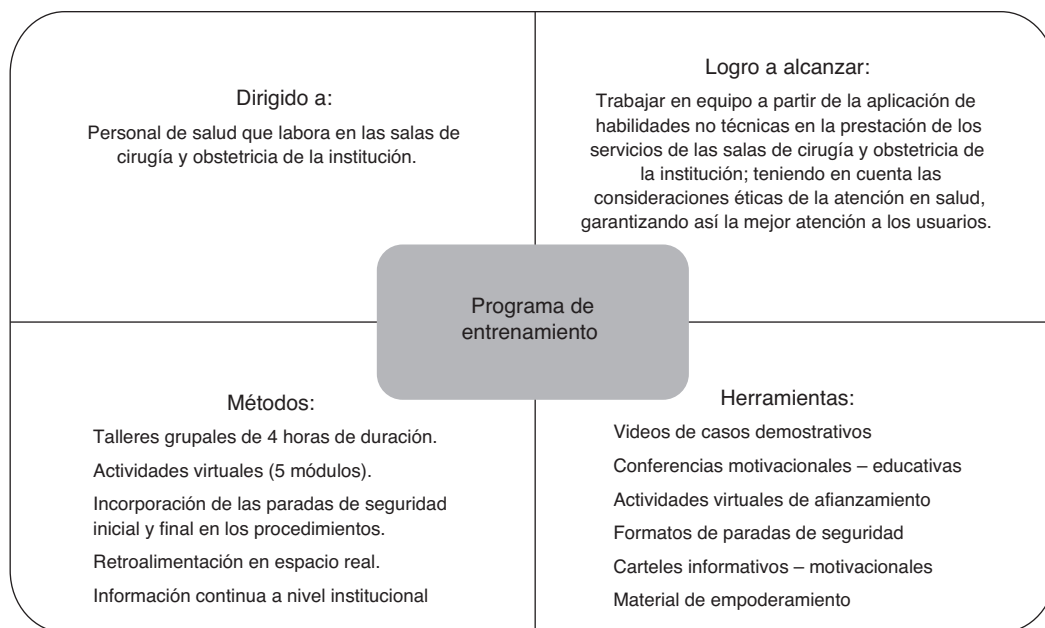 Dirigido a:
Personal de salud que labora en las salas de
cirugía y obstetricia de la institución.
Logro a alcanzar:
Trabajar en equipo a partir de la aplicación de
habilidades no técnicas en la prestación de los
servicios de las salas de cirugía y obstetricia de
la institución; teniendo en cuenta las
consideraciones éticas de la atención en salud,
garantizando así la mejor atención a los usuarios.
Programa de
entrenamiento
Métodos:
Talleres grupales de 4 horas de duración.
Actividades virtuales (5 módulos).
Incorporación de las paradas de seguridad
inicial y final en los procedimientos.
Retroalimentación en espacio real.
Información continua a nivel institucional
Herramientas:
Videos de casos demostrativos
Conferencias motivacionales – educativas
Actividades virtuales de afianzamiento
Formatos de paradas de seguridad
Carteles informativos – motivacionales
Material de empoderamiento